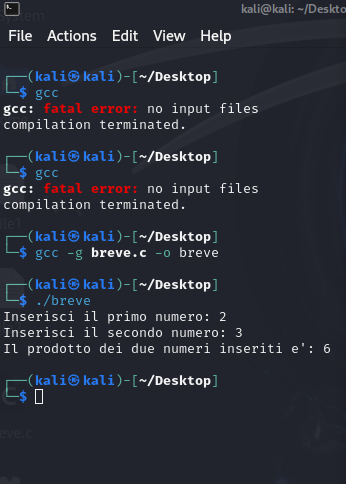 kali@kali: ~/Deskto
File Actions Edit View Help
┌──(kali㉿kali)-[~/Desktop]
└─$ gcc
gcc: fatal error: no input files
compilation terminated.
┌──(kali㉿kali)-[~/Desktop]
└─$ gcc
gcc: fatal error: no input files
compilation terminated.
┌──(kali㉿kali)-[~/Desktop]
└─$ gcc -g breve.c -o breve
┌──(kali㉿kali)-[~/Desktop]
└─$ ./breve
Inserisci il primo numero: 2
Inserisci il secondo numero: 3
Il prodotto dei due numeri inseriti e': 6
┌──(kali㉿kali)-[~/Desktop]
└─$
eve.c